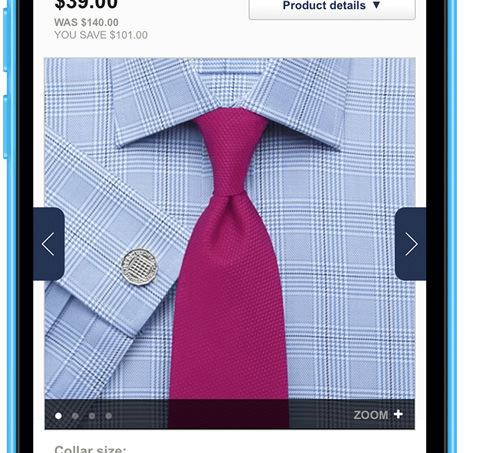 $39.00
Product details ▼
WAS $140.00
YOU SAVE $101.00
ZOOM +
Collar size: